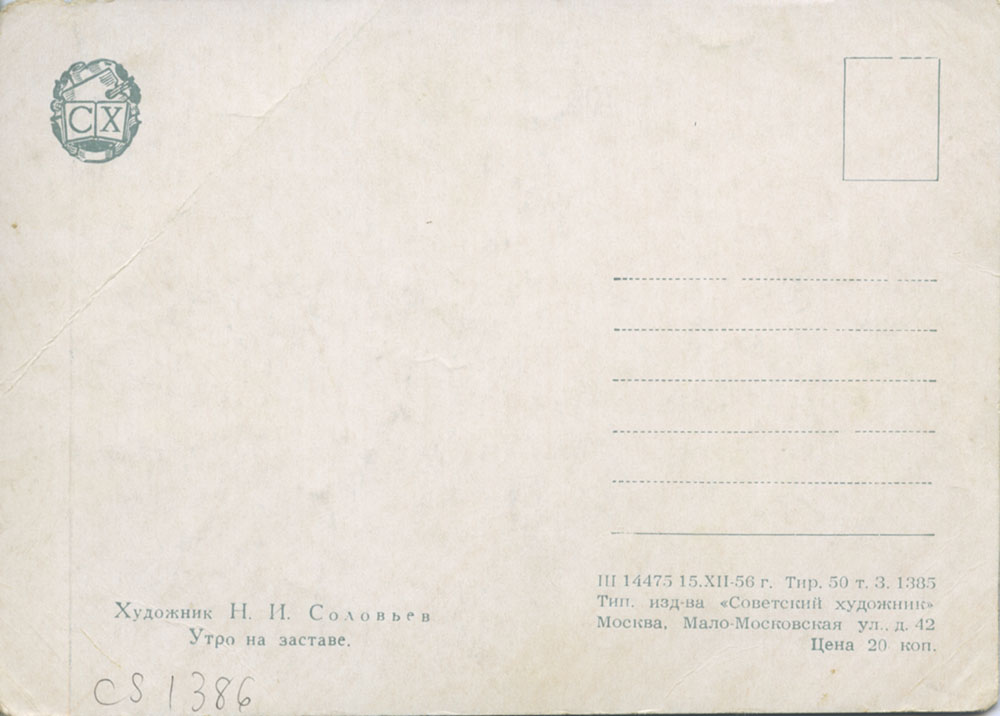 СХ
Художник Н. И. Соловьев
Утро на заставе.
Ш 14475 15.XII-56 г. Тир. 50 т. З. 1385
Тип. изд-ва «Советский художник»
Москва, Мало-Московская ул., д. 42
Цена 20 коп.
CS 1386